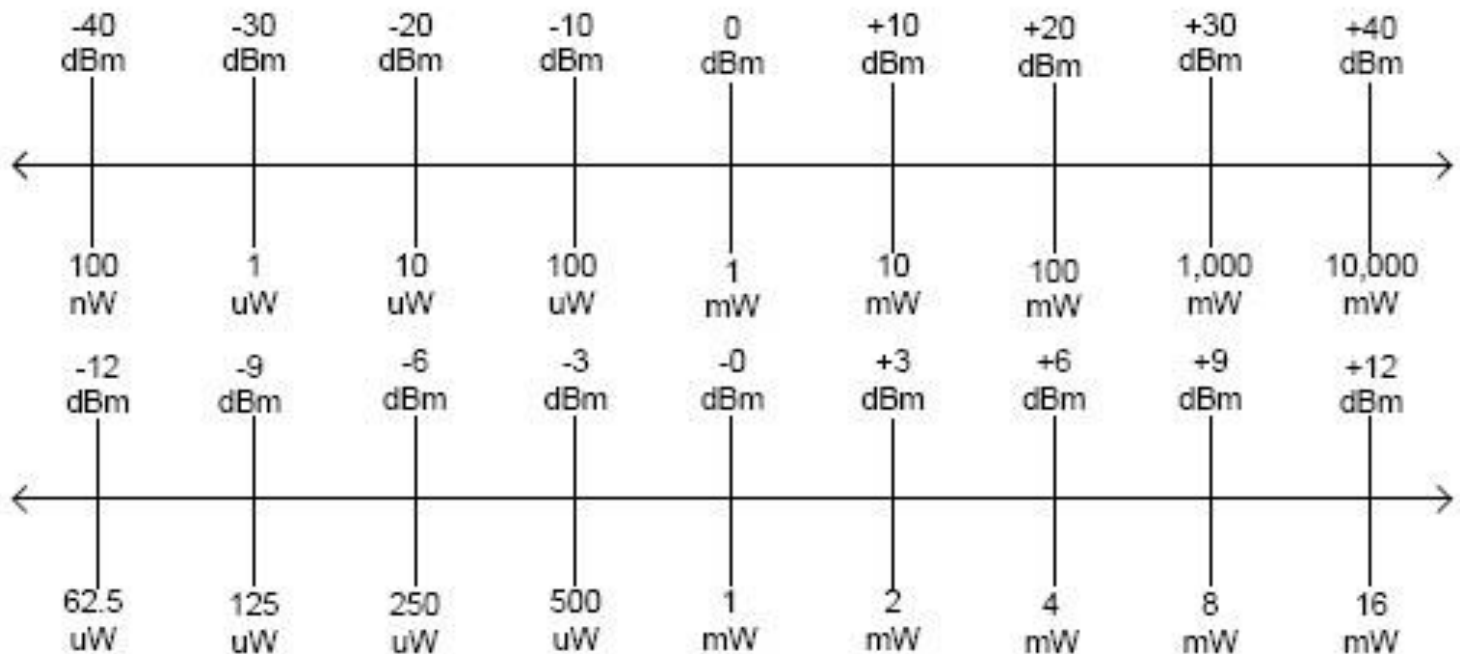 -40 -30 -20 -10 0 +10 +20 +30 +40
dBm dBm dBm dBm dBm dBm dBm dBm dBm
100 1 10 100 1 10 100 1,000 10,000
nW uW uW uW mW mW mW mW mW
-12 -9 -6 -3 -0 +3 +6 +9 +12
dBm dBm dBm dBm dBm dBm dBm dBm dBm
62.5 125 250 500 1 2 4 8 16
uW uW uW uW mW mW mW mW mW